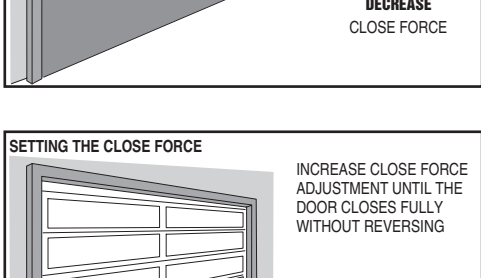 DECREASE
CLOSE FORCE
SETTING THE CLOSE FORCE
INCREASE CLOSE FORCE
ADJUSTMENT UNTIL THE
DOOR CLOSES FULLY
WITHOUT REVERSING